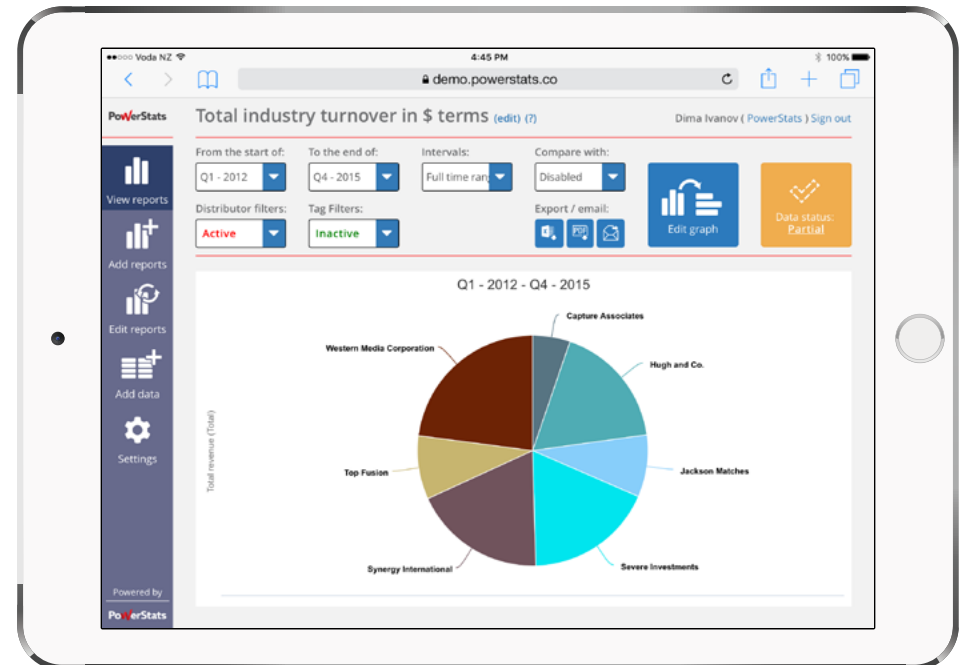 Voda NZ
4:45 PM
100%
demo.powerstats.co
PowerStats
Total industry turnover in $ terms (edit) (?)
Dima Ivanov ( PowerStats ) Sign out
From the start of:
To the end of:
Intervals:
Compare with:
Q1 - 2012
Q4 - 2015
Full time ran
Disabled
Distributor filters:
Tag Filters:
Export / email:
Active
Inactive
PDF
Edit graph
Data status:
Partial
View reports
Add reports
Edit reports
Add data
Settings
Powered by
PowerStats
Q1 - 2012 - Q4 - 2015
Capture Associates
Western Media Corporation
Hugh and Co.
Total revenue (Total)
Top Fusion
Jackson Matches
Synergy International
Severe Investments